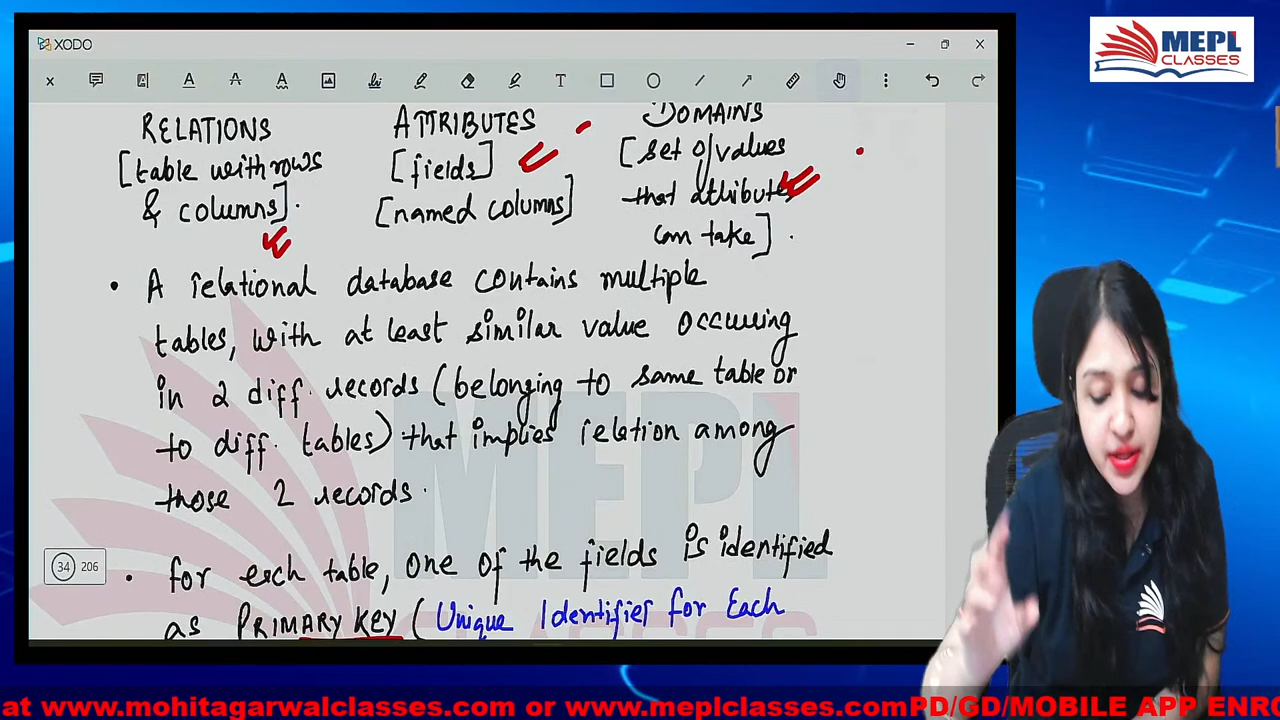 XODO
MEPL
CLASSES
RELATIONS ATTRIBUTES DOMAINS
[table with rows [fields] [set of values
& columns]. [named columns] that attribute
can take].
• A relational database contains multiple
tables, with at least similar value occurring
in 2 diff. records (belonging to same table or
to diff. tables) that implies relation among
those 2 records.
34 206
• for each table, one of the fields is identified
as PRIMARY KEY (Unique Identifier for Each
MEPL
CLASSES
at www.mohitagarwalclasses.com or www.meplclasses.comPD/GD/MOBILE APP ENRO